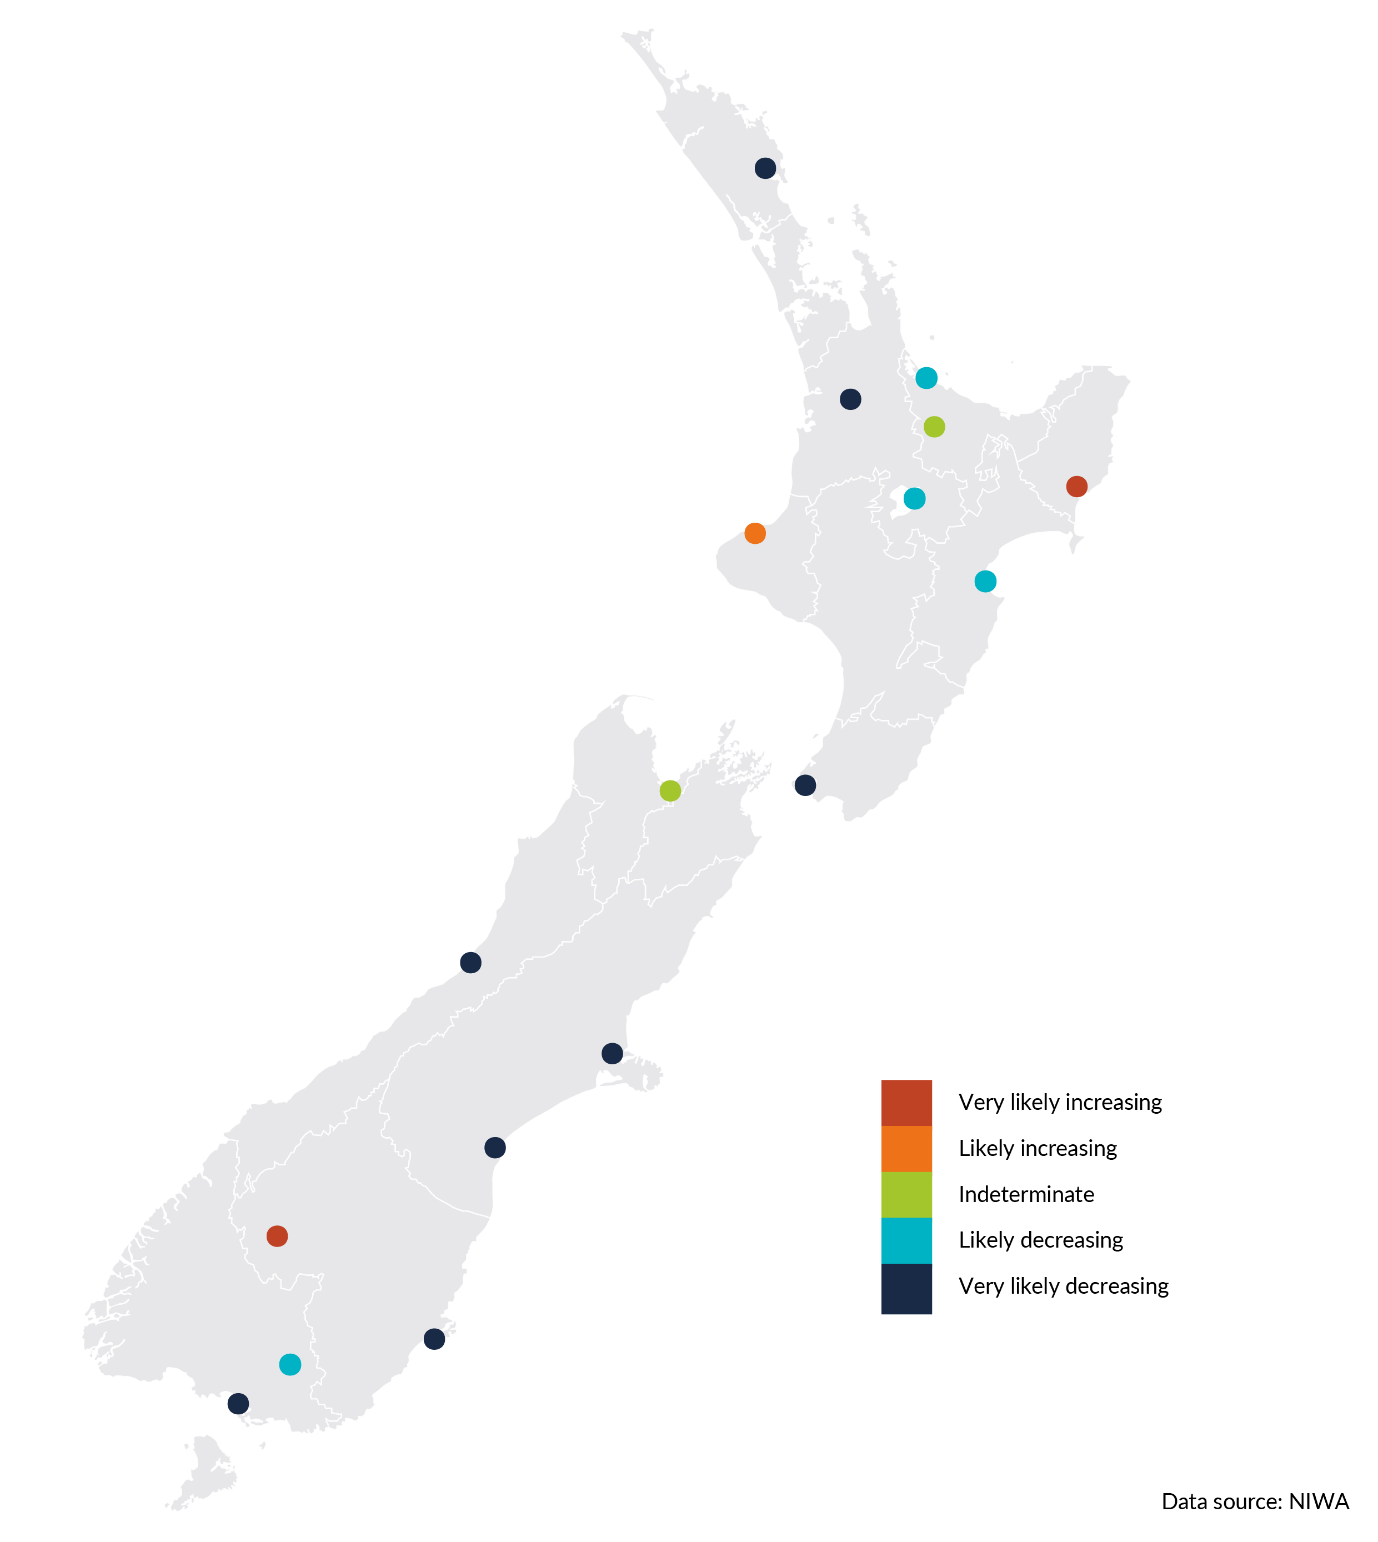 Very likely increasing
Likely increasing
Indeterminate
Likely decreasing
Very likely decreasing
Data source: NIWA